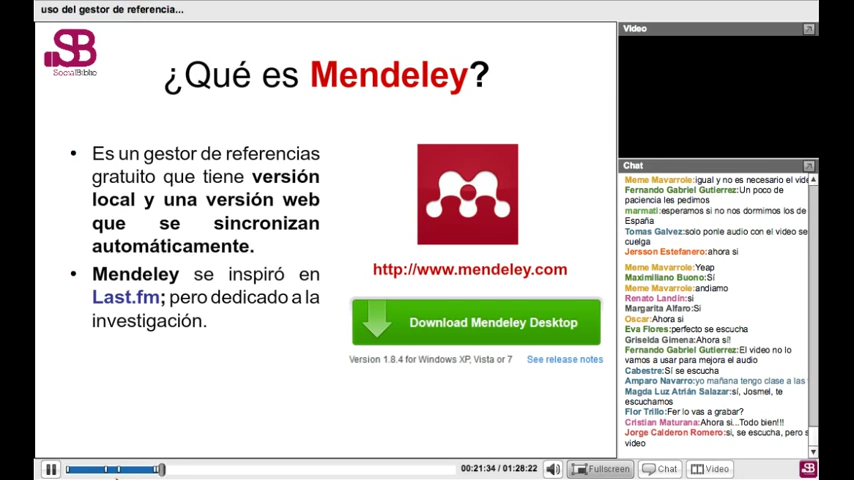 uso del gestor de referencia...
SB
SocialBiblio
¿Qué es Mendeley?
• Es un gestor de referencias
gratuito que tiene versión
local y una versión web
que se sincronizan
automáticamente.
• Mendeley se inspiró en
Last.fm; pero dedicado a la
investigación.
http://www.mendeley.com
Download Mendeley Desktop
Version 1.8.4 for Windows XP, Vista or 7 See release notes
Video
Chat
Meme Mavarrole:igual y no es necesario el vide
Fernando Gabriel Gutierrez:Un poco de
paciencia les pedimos
marmati:esperamos si no nos dormimos los de
España
Tomas Galvez:solo ponle audio con el video se
cuelga
Jersson Estefanero:ahora si
Meme Mavarrole:Yeap
Maximiliano Buono:Sí
Meme Mavarrole:andiamo
Renato Landin:si
Margarita Alfaro:Si
Oscar:Ahora si
Eva Flores:perfecto se escucha
Griselda Gimena:Ahora sí!
Fernando Gabriel Gutierrez:El video no lo
vamos a usar para mejora el audio
Cabestre:Sí se escucha
Amparo Navarro:yo mañana tengo clase a las
Magda Luz Atrián Salazar:sí, Josmel, te
escuchamos
Flor Trillo:Fer lo vas a grabar?
Cristian Maturana:Ahora si...Todo bien!!!
Jorge Calderon Romero:si, se escucha, pero s
video
00:21:34 / 01:28:22
Fullscreen
Chat
Video